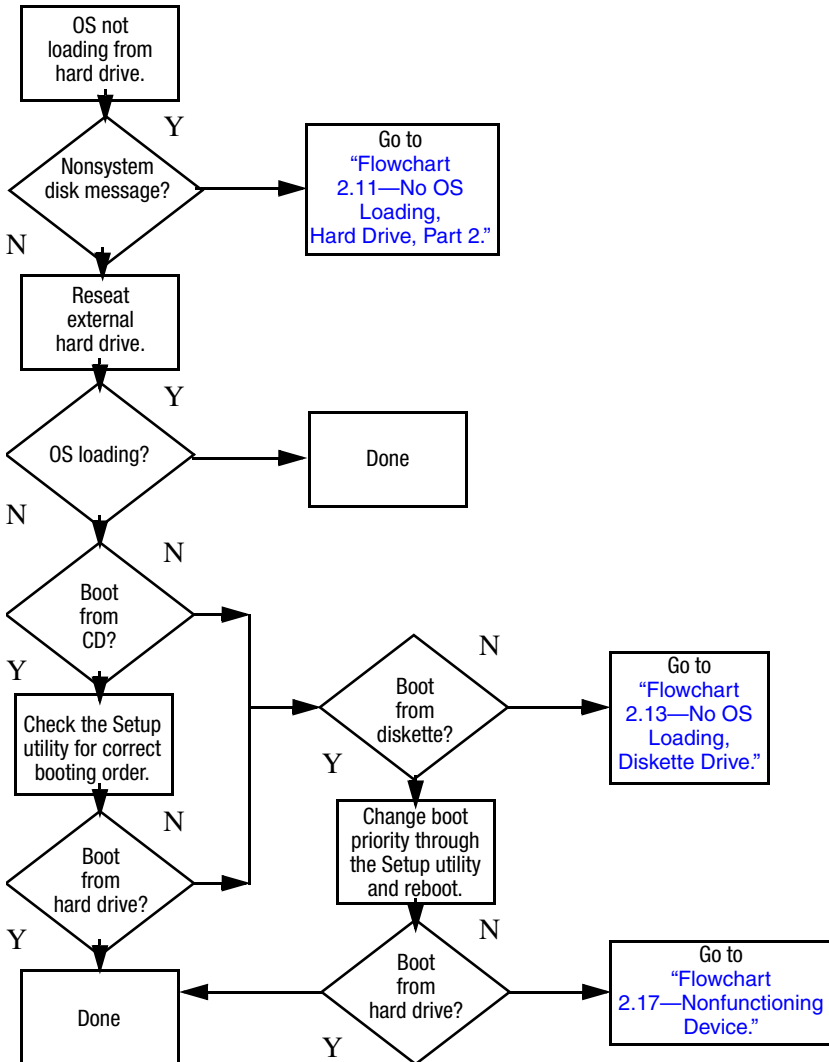 OS not
loading from
hard drive.
Y
Nonsystem
disk message?
Go to
“Flowchart
2.11—No OS
Loading,
Hard Drive, Part 2.”
N
Reseat
external
hard drive.
Y
OS loading?
Done
N
N
Boot
from
CD?
Y
Check the Setup
utility for correct
booting order.
N
Boot
from
hard drive?
Y
Done
Boot
from
diskette?
N
Go to
“Flowchart
2.13—No OS
Loading,
Diskette Drive.”
Y
Change boot
priority through
the Setup utility
and reboot.
N
Boot
from
hard drive?
Y
Go to
“Flowchart
2.17—Nonfunctioning
Device.”